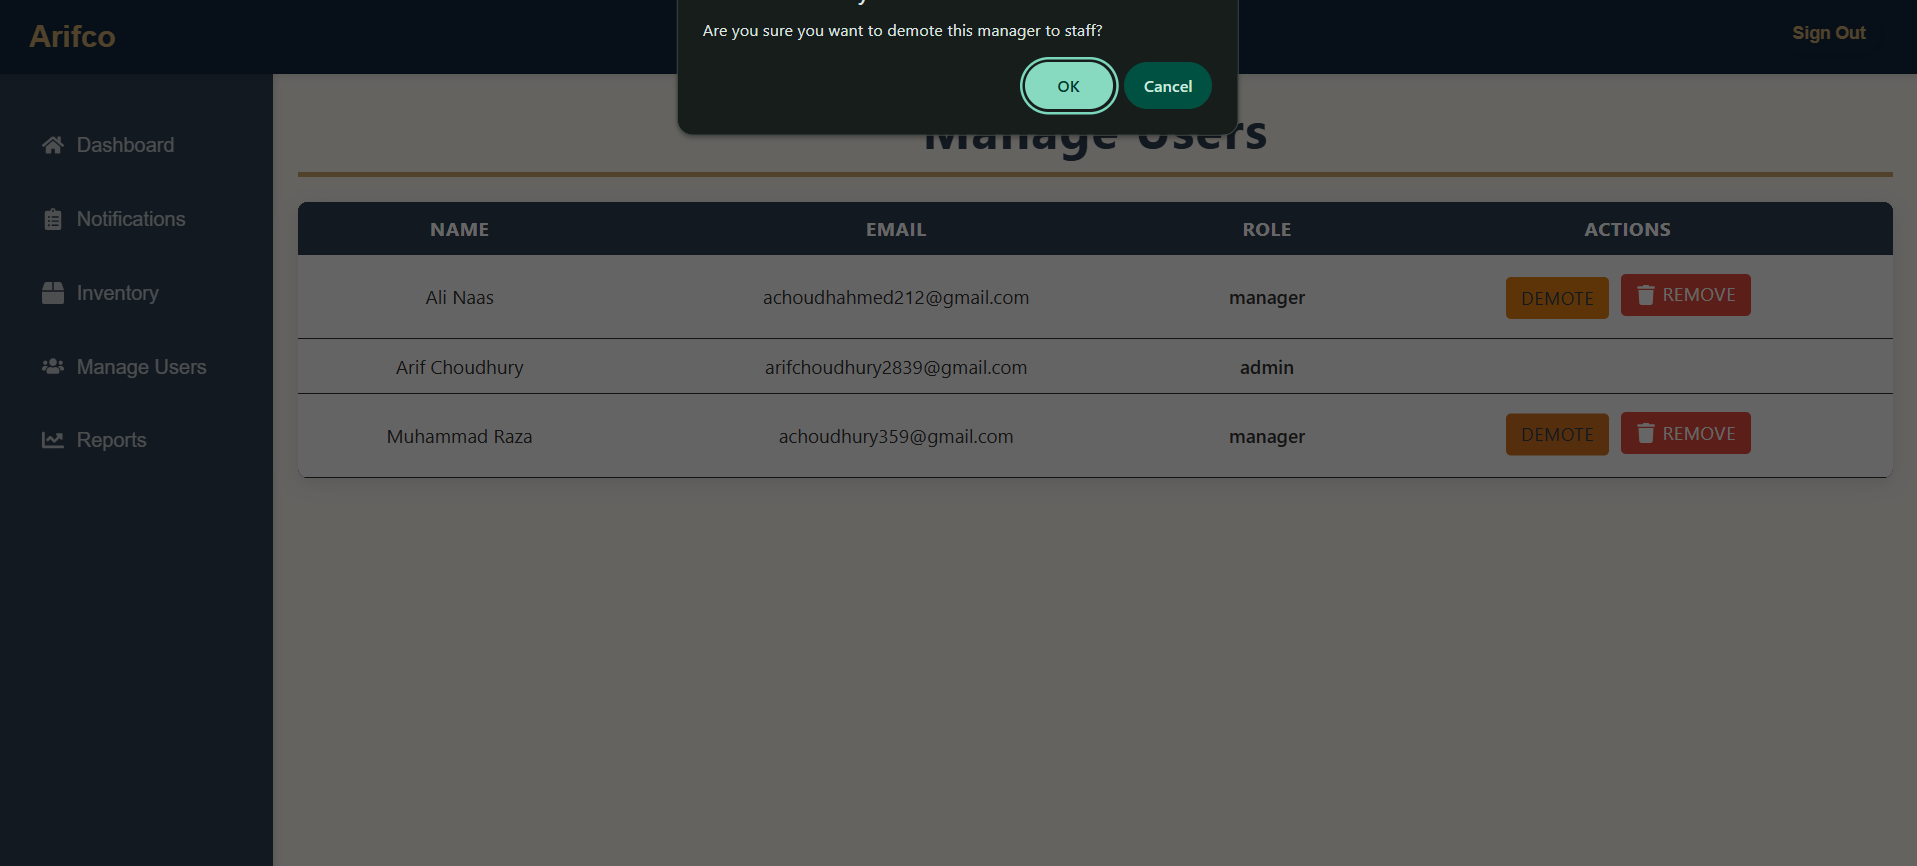 Arifco
Are you sure you want to demote this manager to staff?
OK Cancel
Sign Out
Dashboard
Notifications
Inventory
Manage Users
Reports
Manage Users
NAME EMAIL ROLE ACTIONS
Ali Naas achoudhahmed212@gmail.com manager DEMOTE REMOVE
Arif Choudhury arifchoudhury2839@gmail.com admin
Muhammad Raza achoudhury359@gmail.com manager DEMOTE REMOVE